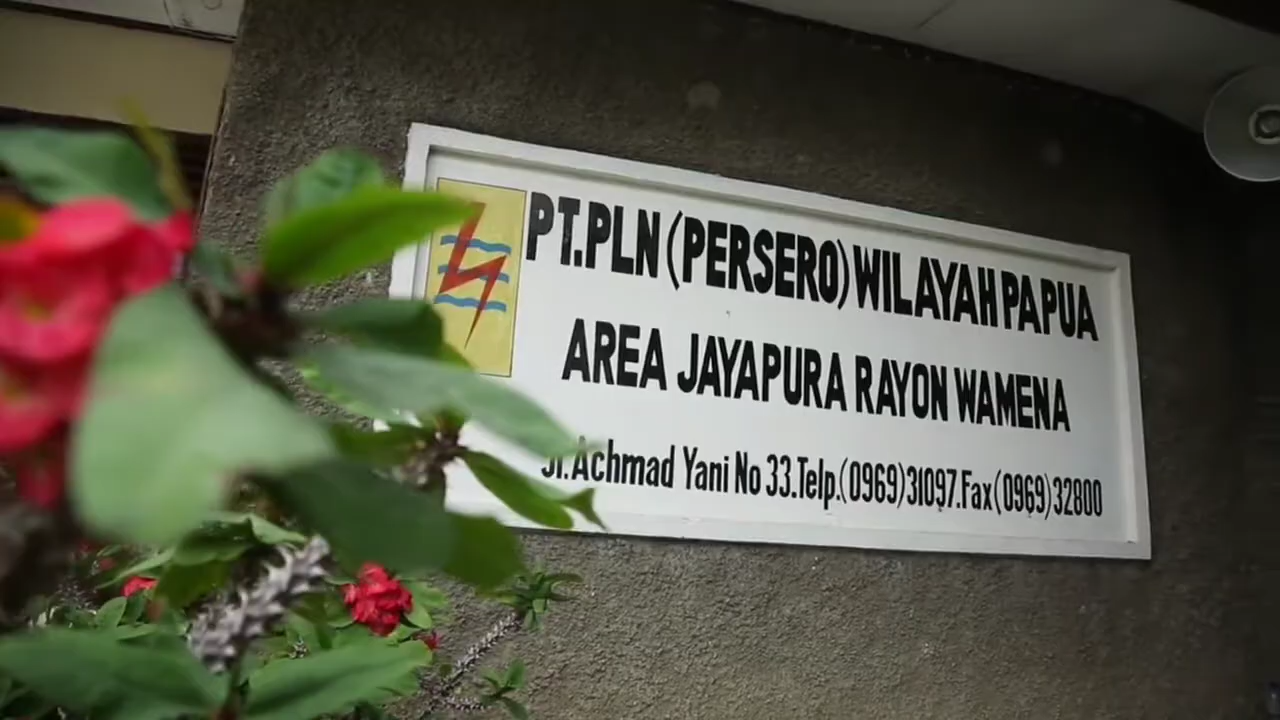 PT.PLN (PERSERO) WILAYAH PAPUA
AREA JAYAPURA RAYON WAMENA
Jl.Achmad Yani No 33.Telp.(0969)31097.Fax(0969)32800